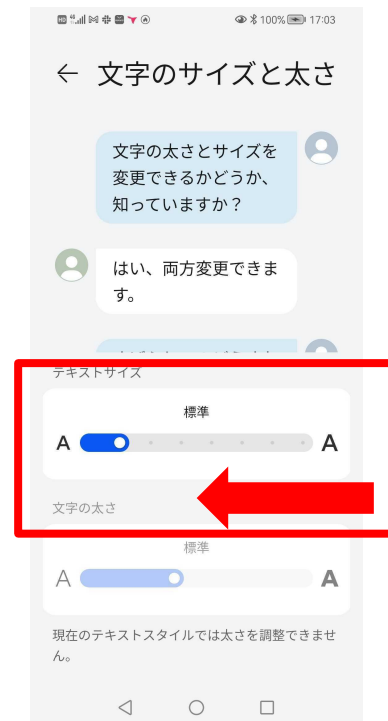 100% 17:03
← 文字のサイズと太さ
文字の太さとサイズを
変更できるかどうか、
知っていますか？
はい、両方変更できま
す。
テキストサイズ
標準
A A
文字の太さ
標準
A A
現在のテキストスタイルでは太さを調整できませ
ん。